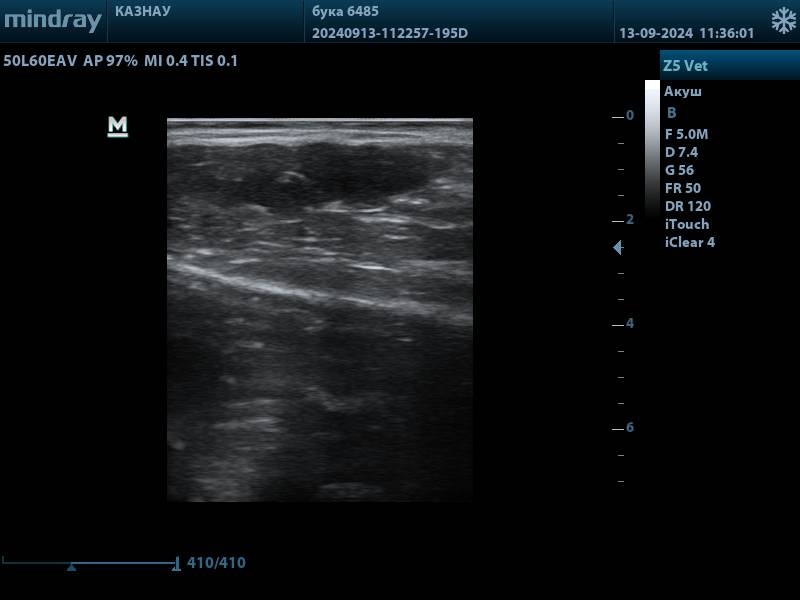 mindray
КАЗНАУ
бука 6485
20240913-112257-195D
13-09-2024 11:36:01
50L60EAV AP 97% MI 0.4 TIS 0.1
Z5 Vet
M
Акуш
B
F 5.0M
D 7.4
G 56
FR 50
DR 120
iTouch
iClear 4
0
2
4
6
410/410